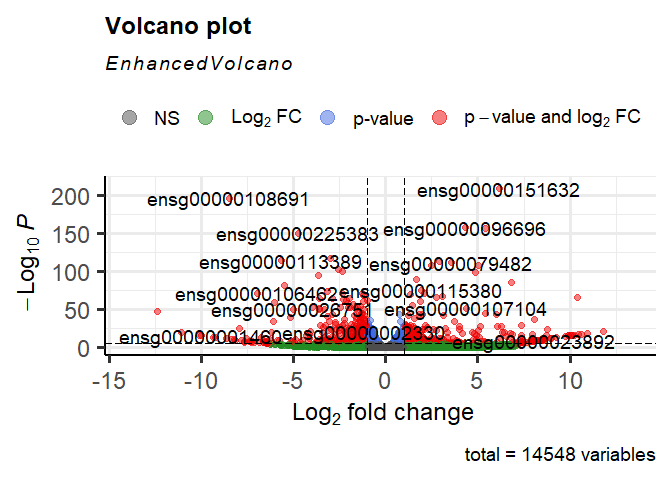 Volcano plot
EnhancedVolcano
NS Log2 FC p-value p – value and log2 FC
200
150
100
50
0
-15 -10 -5 0 5 10
–Log10 P
Log2 fold change
ensg00000151632
ensg00000108691
ensg00000096696
ensg00000225383
ensg00000113389
ensg00000079482
ensg00000115380
ensg00000107104
ensg00000023892
total = 14548 variables